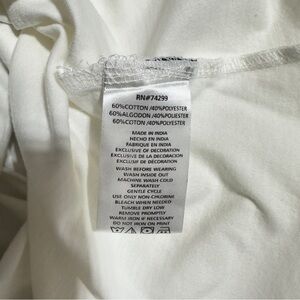 RN#74299
60%COTTON/40%POLYESTER
60%ALGODON/40%POLIESTER
60%COTON/40%POLYESTER
MADE IN INDIA
HECHO EN INDIA
FABRIQUE EN INDIA
EXCLUSIVE OF DECORATION
EXCLUSIVA DE LA DECORACION
EXCLUSIF DE DÉCORATION
WASH BEFORE WEARING
WASH INSIDE OUT
MACHINE WASH COLD
SEPARATELY
GENTLE CYCLE
USE ONLY NON-CHLORINE
BLEACH WHEN NEEDED
TUMBLE DRY LOW
REMOVE PROMPTLY
WARM IRON IF NECESSARY
DO NOT IRON ON PRINT